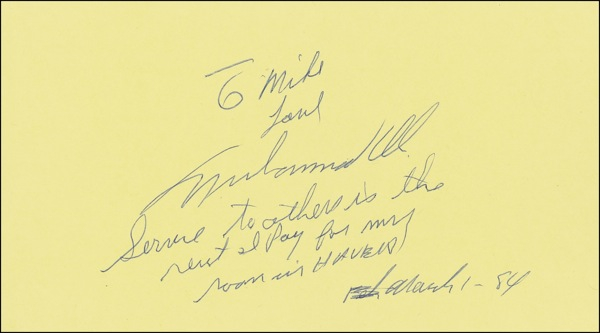 To Mike
Love
Muhammad Ali
Service to others is the
rent I Pay for my
room in HEAVEN
March 1-84